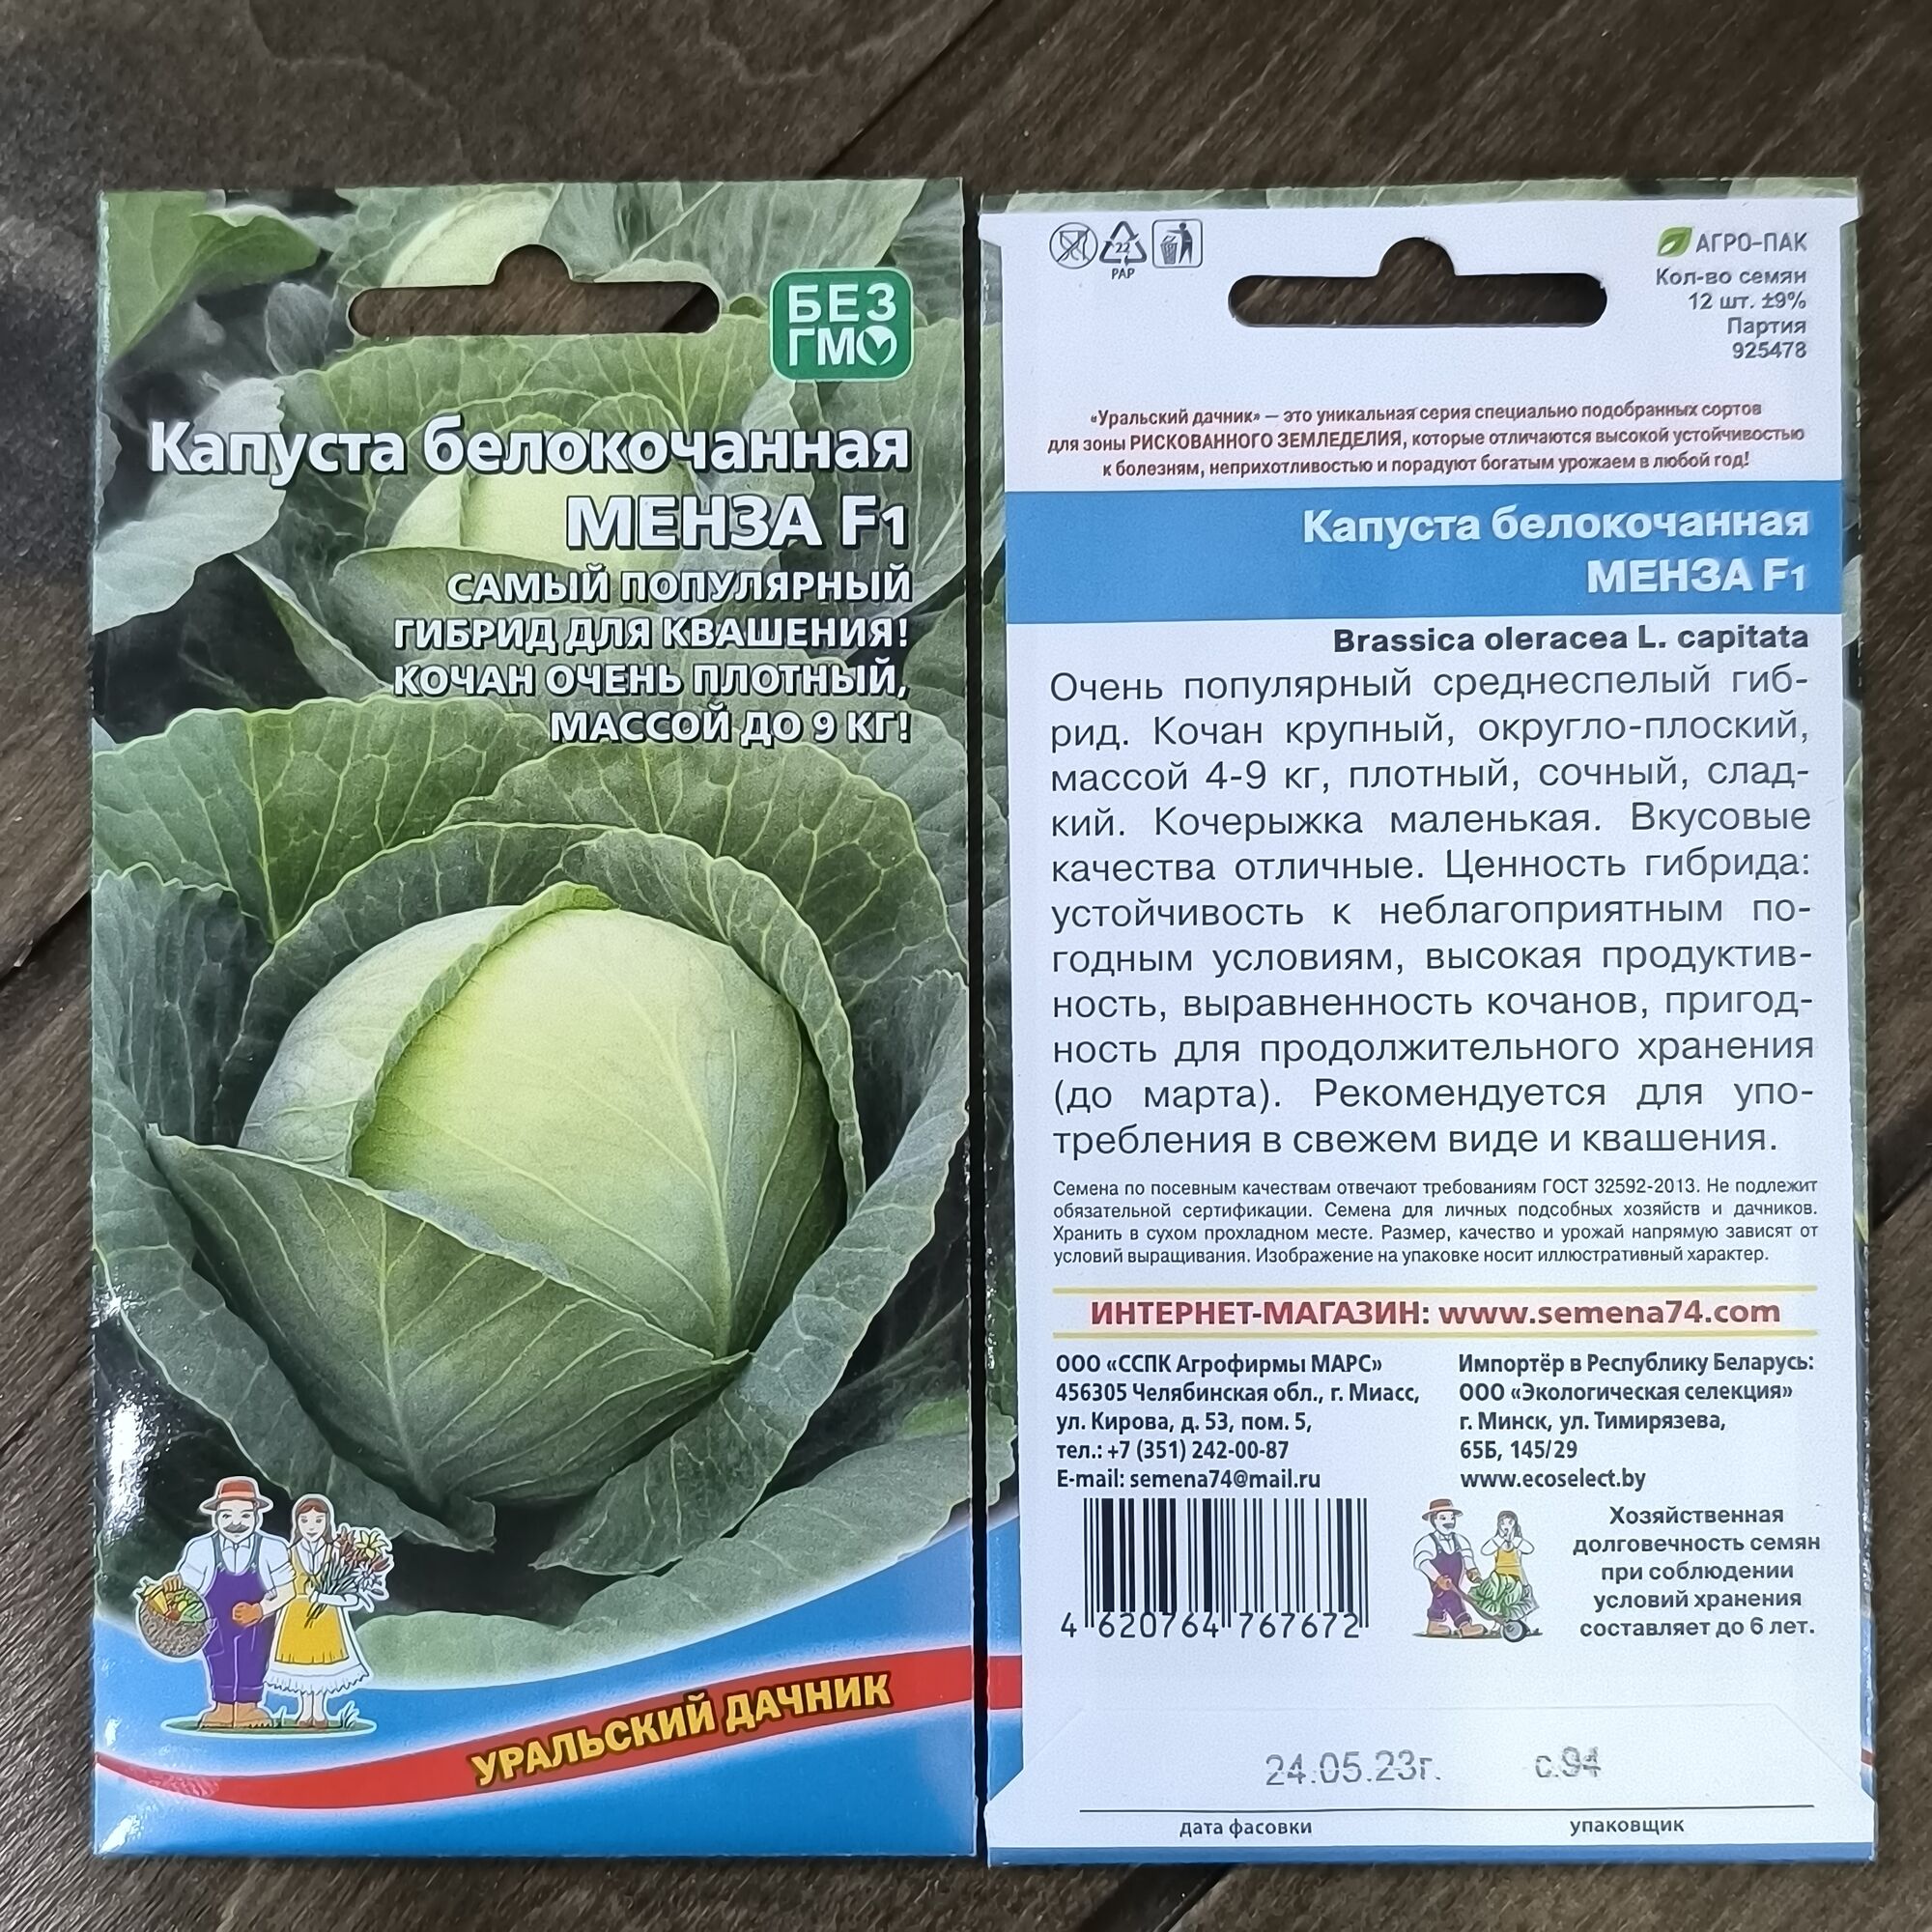 БЕЗ
ГМО
Капуста белокочанная
МЕНЗА F1
САМЫЙ ПОПУЛЯРНЫЙ
ГИБРИД ДЛЯ КВАШЕНИЯ!
КОЧАН ОЧЕНЬ ПЛОТНЫЙ,
МАССОЙ ДО 9 КГ!
УРАЛЬСКИЙ ДАЧНИК
22
PAP
АГРО-ПАК
Кол-во семян
12 шт. ±9%
Партия
925478
«Уральский дачник» — это уникальная серия специально подобранных сортов
для зоны РИСКОВАННОГО ЗЕМЛЕДЕЛИЯ, которые отличаются высокой устойчивостью
к болезням, неприхотливостью и порадуют богатым урожаем в любой год!
Капуста белокочанная
МЕНЗА F1
Brassica oleracea L. capitata
Очень популярный среднеспелый гиб-
рид. Кочан крупный, округло-плоский,
массой 4-9 кг, плотный, сочный, слад-
кий. Кочерыжка маленькая. Вкусовые
качества отличные. Ценность гибрида:
устойчивость к неблагоприятным по-
годным условиям, высокая продуктив-
ность, выравненность кочанов, пригод-
ность для продолжительного хранения
(до марта). Рекомендуется для упо-
требления в свежем виде и квашения.
Семена по посевным качествам отвечают требованиям ГОСТ 32592-2013. Не подлежит
обязательной сертификации. Семена для личных подсобных хозяйств и дачников.
Хранить в сухом прохладном месте. Размер, качество и урожай напрямую зависят от
условий выращивания. Изображение на упаковке носит иллюстративный характер.
ИНТЕРНЕТ-МАГАЗИН: www.semena74.com
ООО «ССПК Агрофирмы МАРС»
456305 Челябинская обл., г. Миасс,
ул. Кирова, д. 53, пом. 5,
тел.: +7 (351) 242-00-87
E-mail: semena74@mail.ru
Импортёр в Республику Беларусь:
ООО «Экологическая селекция»
г. Минск, ул. Тимирязева,
65Б, 145/29
www.ecoselect.by
4 620764 767672
Хозяйственная
долговечность семян
при соблюдении
условий хранения
составляет до 6 лет.
24.05.23г. с.94
дата фасовки упаковщик